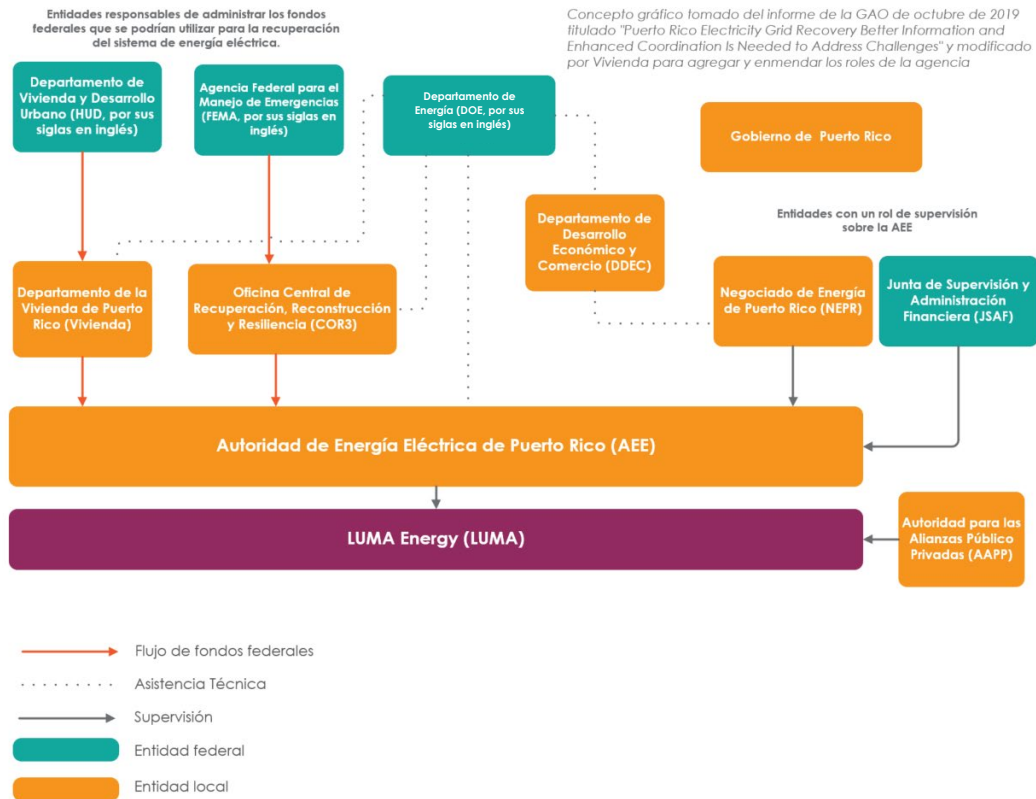 Entidades responsables de administrar los fondos
federales que se podrían utilizar para la recuperación
del sistema de energía eléctrica.
Concepto gráfico tomado del informe de la GAO de octubre de 2019
titulado "Puerto Rico Electricity Grid Recovery Better Information and
Enhanced Coordination Is Needed to Address Challenges" y modificado
por Vivienda para agregar y enmendar los roles de la agencia
Departamento de
Vivienda y Desarrollo
Urbano (HUD, por sus
siglas en inglés)
Agencia Federal para el
Manejo de Emergencias
(FEMA, por sus siglas en
inglés)
Departamento de
Energía (DOE, por sus
siglas en inglés)
Gobierno de Puerto Rico
Departamento de
Desarrollo
Económico y
Comercio (DDEC)
Entidades con un rol de supervisión
sobre la AEE
Departamento de la
Vivienda de Puerto
Rico (Vivienda)
Oficina Central de
Recuperación, Reconstrucción
y Resiliencia (COR3)
Negociado de Energía
de Puerto Rico (NEPR)
Junta de Supervisión y
Administración
Financiera (JSAF)
Autoridad de Energía Eléctrica de Puerto Rico (AEE)
LUMA Energy (LUMA)
Autoridad para las
Alianzas Público
Privadas (AAPP)
Flujo de fondos federales
Asistencia Técnica
Supervisión
Entidad federal
Entidad local